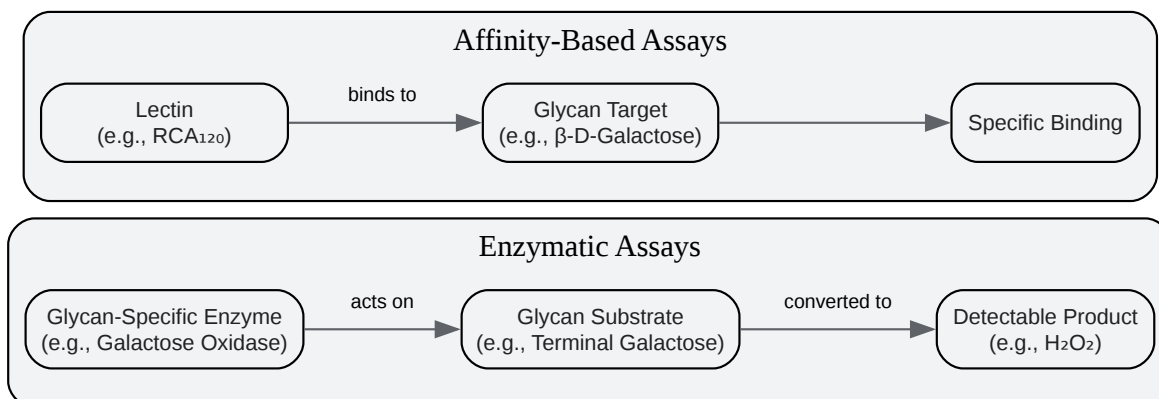 Affinity-Based Assays
Lectin
(e.g., RCA₁₂₀)
binds to
Glycan Target
(e.g., β-D-Galactose)
Specific Binding
Enzymatic Assays
Glycan-Specific Enzyme
(e.g., Galactose Oxidase)
acts on
Glycan Substrate
(e.g., Terminal Galactose)
converted to
Detectable Product
(e.g., H₂O₂)